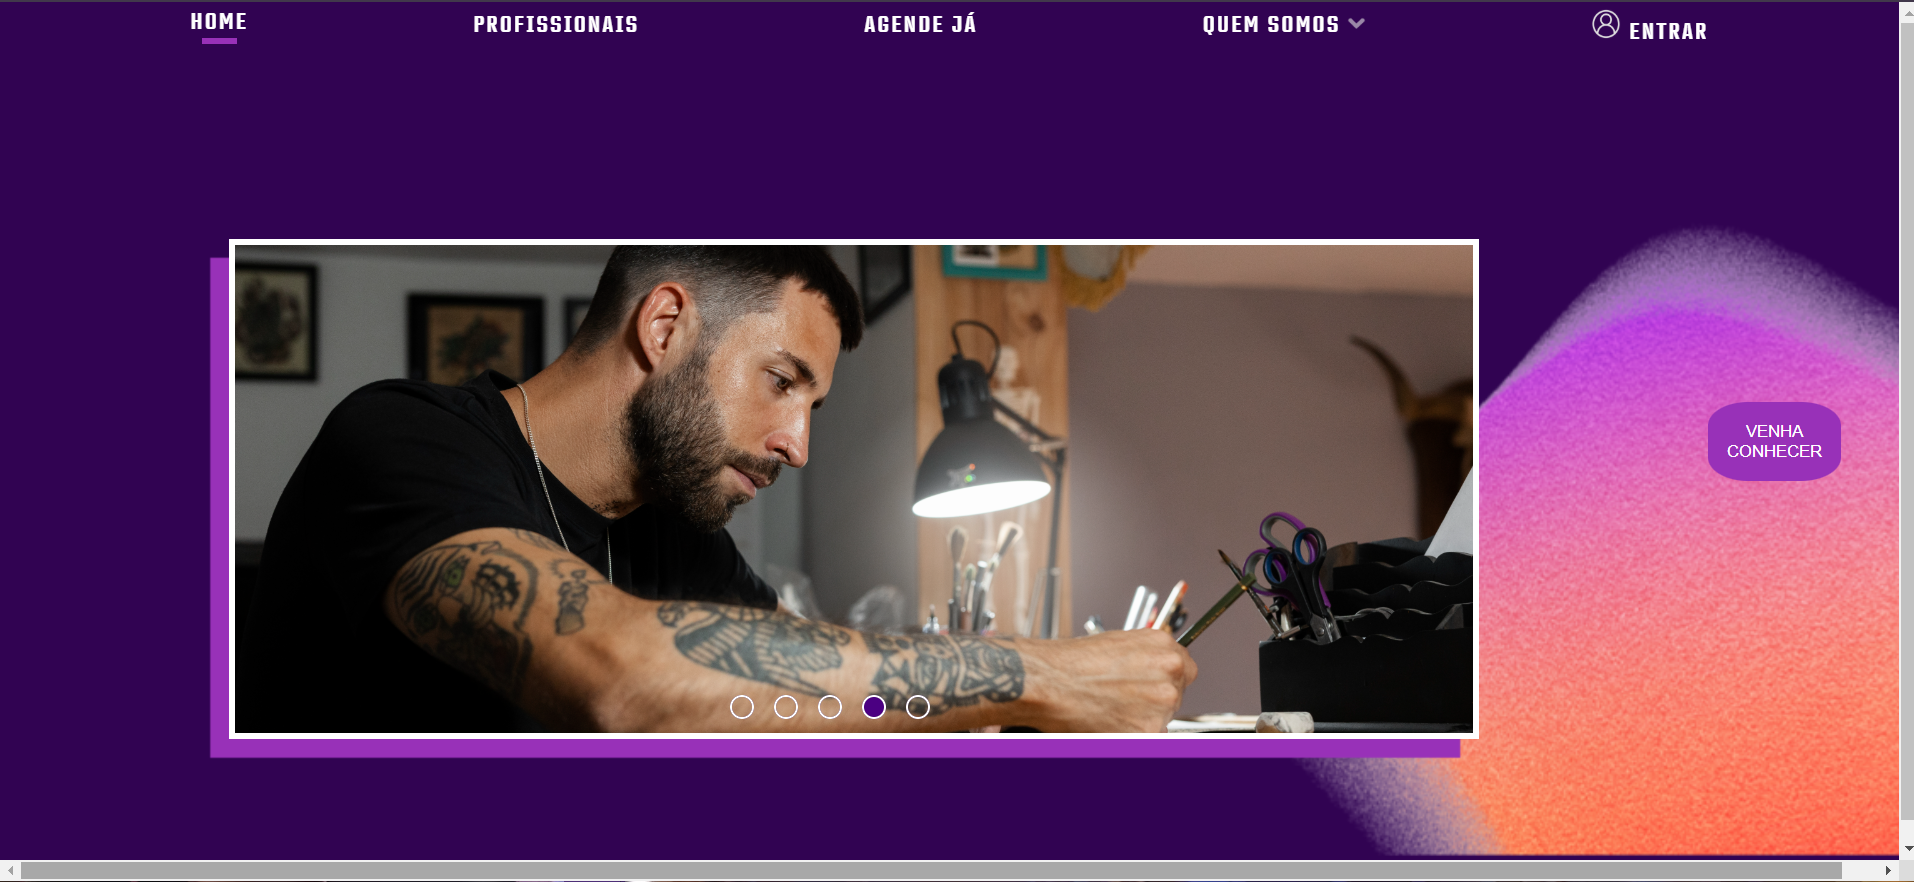 HOME
PROFISSIONAIS
AGENDE JÁ
QUEM SOMOS
ENTRAR
VENHA
CONHECER